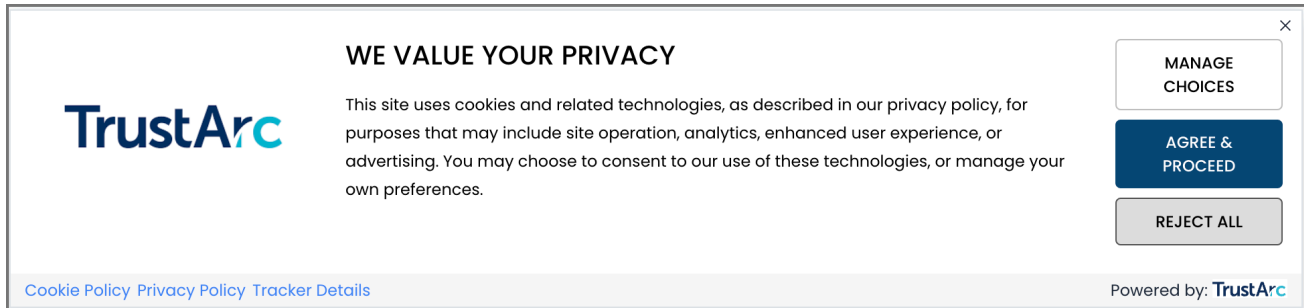 WE VALUE YOUR PRIVACY
TrustArc
This site uses cookies and related technologies, as described in our privacy policy, for
purposes that may include site operation, analytics, enhanced user experience, or
advertising. You may choose to consent to our use of these technologies, or manage your
own preferences.
MANAGE
CHOICES
AGREE &
PROCEED
REJECT ALL
Cookie Policy Privacy Policy Tracker Details
Powered by: TrustArc